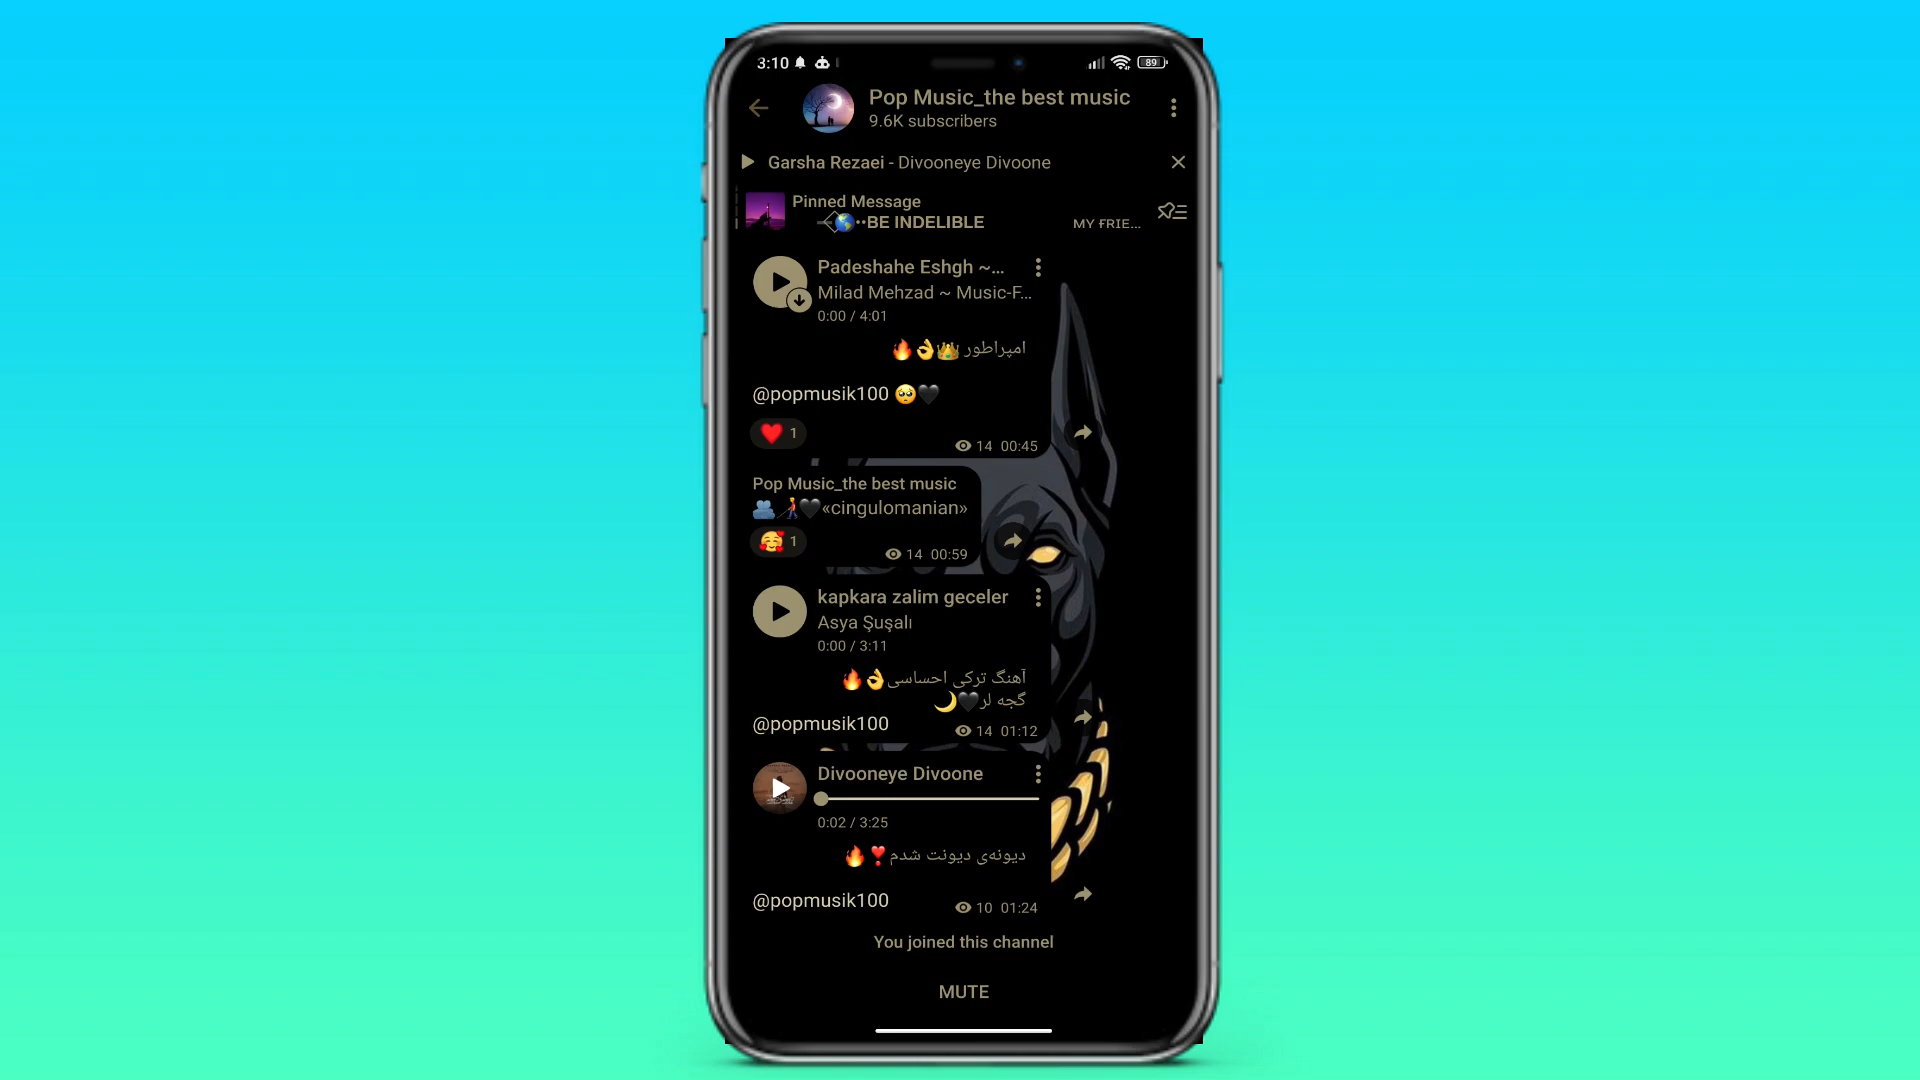 3:10
89
Pop Music_the best music
9.6K subscribers
Garsha Rezaei - Divooneye Divoone
Pinned Message
BE INDELIBLE MY FRIE...
Padeshahe Eshgh ~...
Milad Mehzad ~ Music-F...
0:00 / 4:01
امپراطور 👑👌🔥
@popmusik100 🥺🖤
❤️ 1
14 00:45
Pop Music_the best music
🫂👩‍🦯🖤«cingulomanian»
🥰 1
14 00:59
kapkara zalim geceler
Asya Şuşalı
0:00 / 3:11
آهنگ ترکی احساسی👌🔥
گجه لر🖤🌙
@popmusik100
14 01:12
Divooneye Divoone
0:02 / 3:25
دیونه‌ی دیونت شدم❣️🔥
@popmusik100
10 01:24
You joined this channel
MUTE